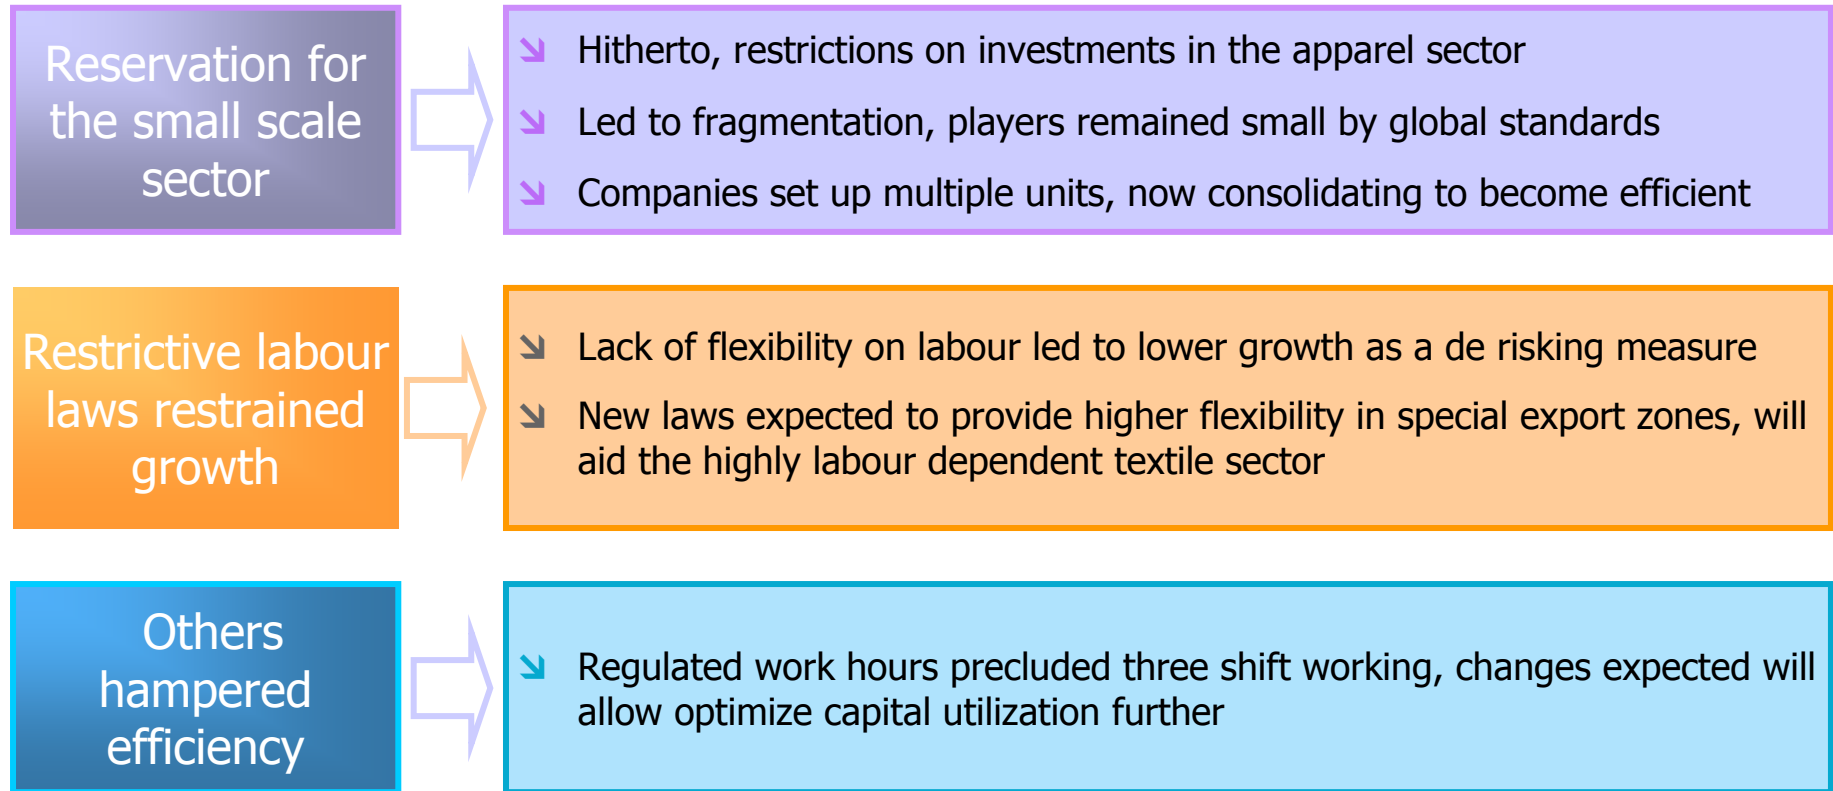 Reservation for
the small scale
sector
Hitherto, restrictions on investments in the apparel sector
Led to fragmentation, players remained small by global standards
Companies set up multiple units, now consolidating to become efficient
Restrictive labour
laws restrained
growth
Lack of flexibility on labour led to lower growth as a de risking measure
New laws expected to provide higher flexibility in special export zones, will
aid the highly labour dependent textile sector
Others
hampered
efficiency
Regulated work hours precluded three shift working, changes expected will
allow optimize capital utilization further